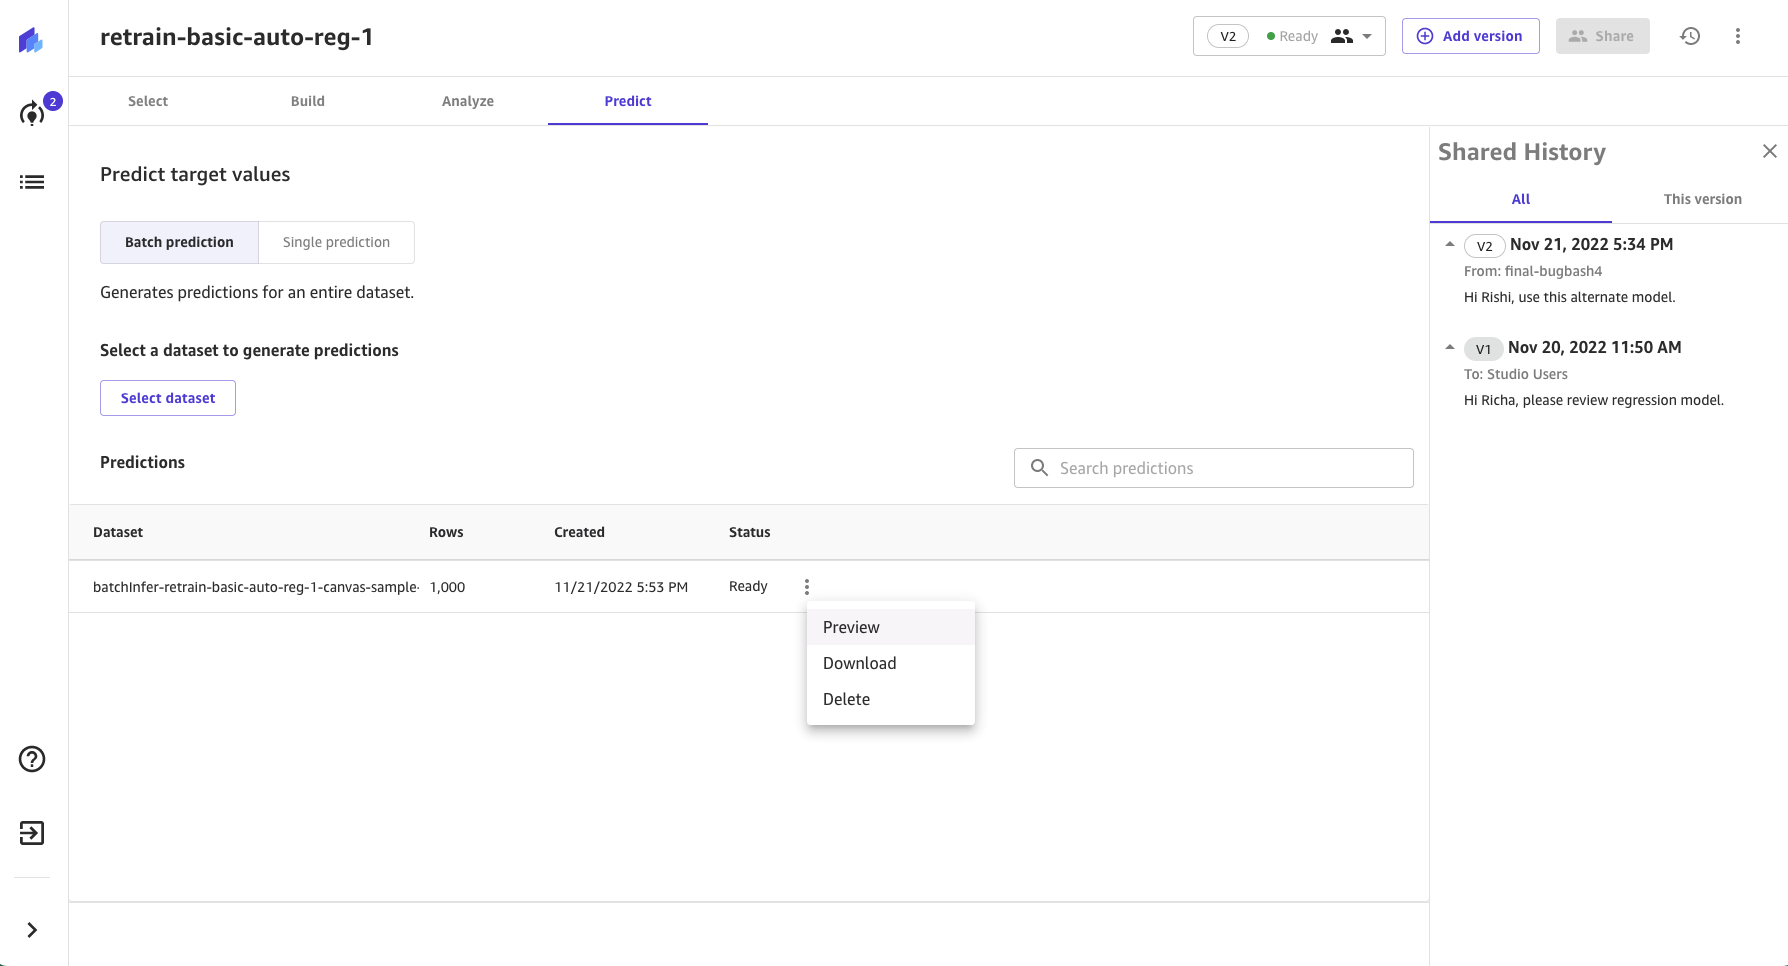 retrain-basic-auto-reg-1
V2
Ready
Add version
Share
2
Select
Build
Analyze
Predict
Predict target values
Batch prediction
Single prediction
Generates predictions for an entire dataset.
Select a dataset to generate predictions
Select dataset
Predictions
Search predictions
Dataset
Rows
Created
Status
batchInfer-retrain-basic-auto-reg-1-canvas-sample-
1,000
11/21/2022 5:53 PM
Ready
Preview
Download
Delete
Shared History
All
This version
V2 Nov 21, 2022 5:34 PM
From: final-bugbash4
Hi Rishi, use this alternate model.
V1 Nov 20, 2022 11:50 AM
To: Studio Users
Hi Richa, please review regression model.